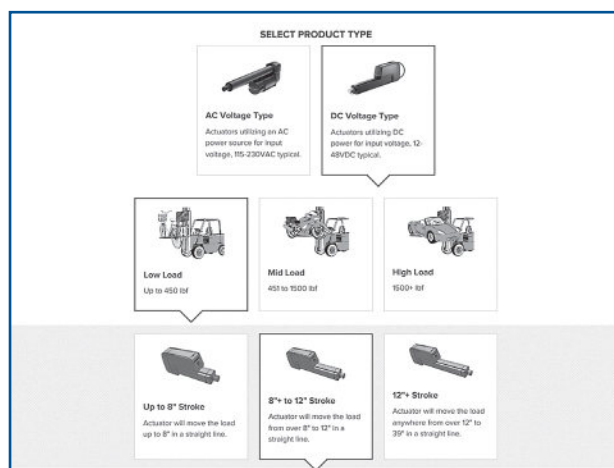 SELECT PRODUCT TYPE
AC Voltage Type
Actuators utilizing an AC
power source for input
voltage, 115-230VAC typical.
DC Voltage Type
Actuators utilizing DC
power for input voltage, 12-
48VDC typical.
Low Load
Up to 450 lbf
Mid Load
451 to 1500 lbf
High Load
1500+ lbf
Up to 8" Stroke
Actuator will move the load
up to 8" in a straight line.
8"+ to 12" Stroke
Actuator will move the load
from over 8" to 12" in a
straight line.
12"+ Stroke
Actuator will move the load
anywhere from over 12" to
39" in a straight line.